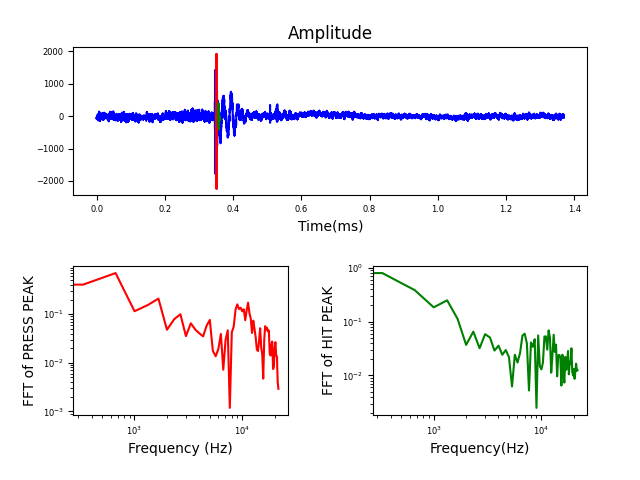 Amplitude
2000
1000
0
−1000
−2000
0.0 0.2 0.4 0.6 0.8 1.0 1.2 1.4
Time(ms)
FFT of PRESS PEAK
10⁻¹
10⁻²
10⁻³
10³ 10⁴
Frequency (Hz)
FFT of HIT PEAK
10⁰
10⁻¹
10⁻²
10³ 10⁴
Frequency(Hz)